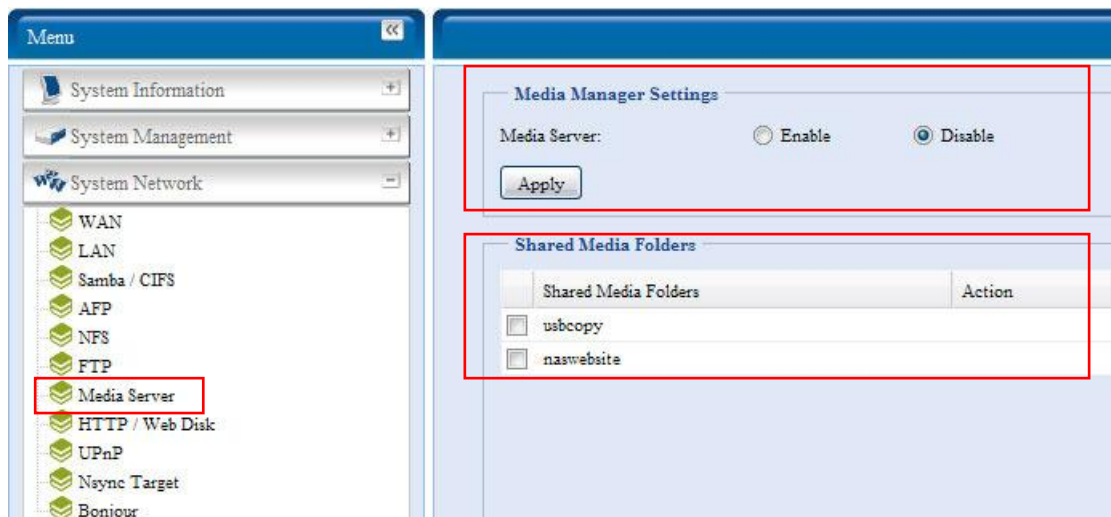 Menu
System Information
System Management
System Network
WAN
LAN
Samba / CIFS
AFP
NFS
FTP
Media Server
HTTP / Web Disk
UPnP
Nsync Target
Bonjour
Media Manager Settings
Media Server: Enable Disable
Apply
Shared Media Folders
Shared Media Folders Action
usbcopy
naswebsite